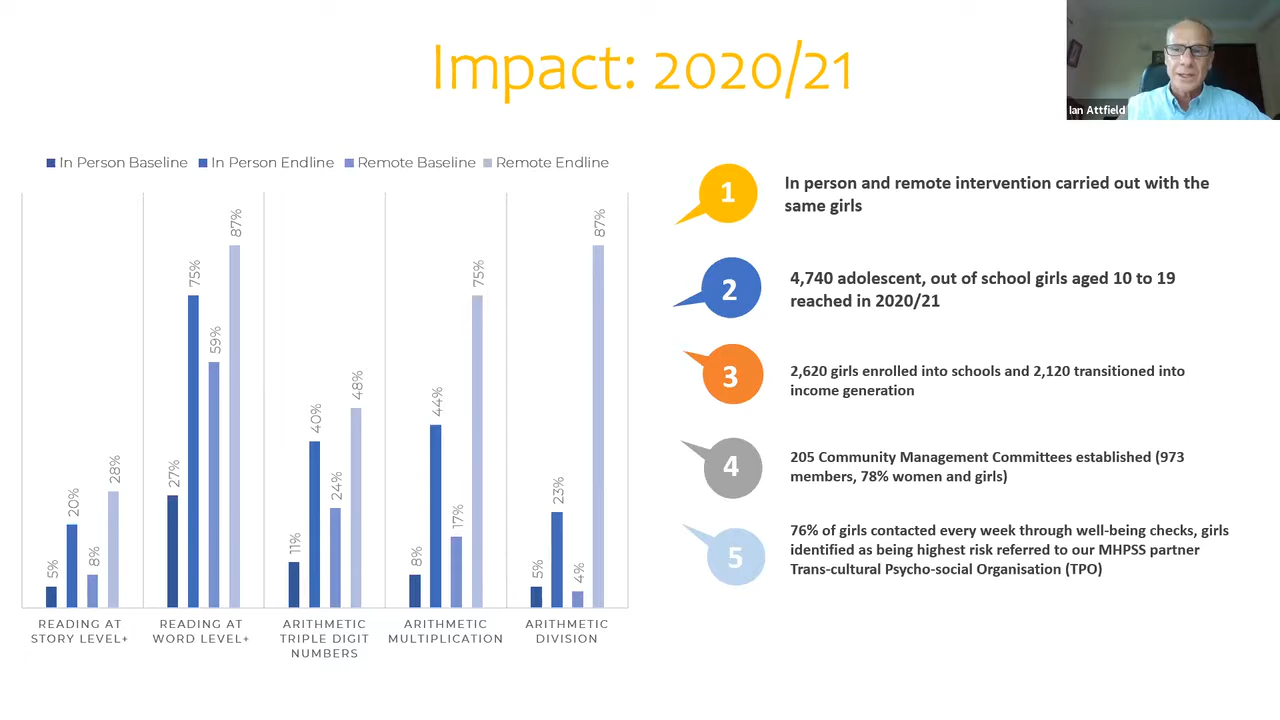 Impact: 2020/21
Ian Attfield
In Person Baseline In Person Endline Remote Baseline Remote Endline
5%
20%
8%
28%
27%
75%
59%
87%
11%
40%
24%
48%
8%
44%
17%
75%
5%
23%
4%
87%
READING AT
STORY LEVEL+
READING AT
WORD LEVEL+
ARITHMETIC
TRIPLE DIGIT
NUMBERS
ARITHMETIC
MULTIPLICATION
ARITHMETIC
DIVISION
1
In person and remote intervention carried out with the
same girls
2
4,740 adolescent, out of school girls aged 10 to 19
reached in 2020/21
3
2,620 girls enrolled into schools and 2,120 transitioned into
income generation
4
205 Community Management Committees established (973
members, 78% women and girls)
5
76% of girls contacted every week through well-being checks, girls
identified as being highest risk referred to our MHPSS partner
Trans-cultural Psycho-social Organisation (TPO)